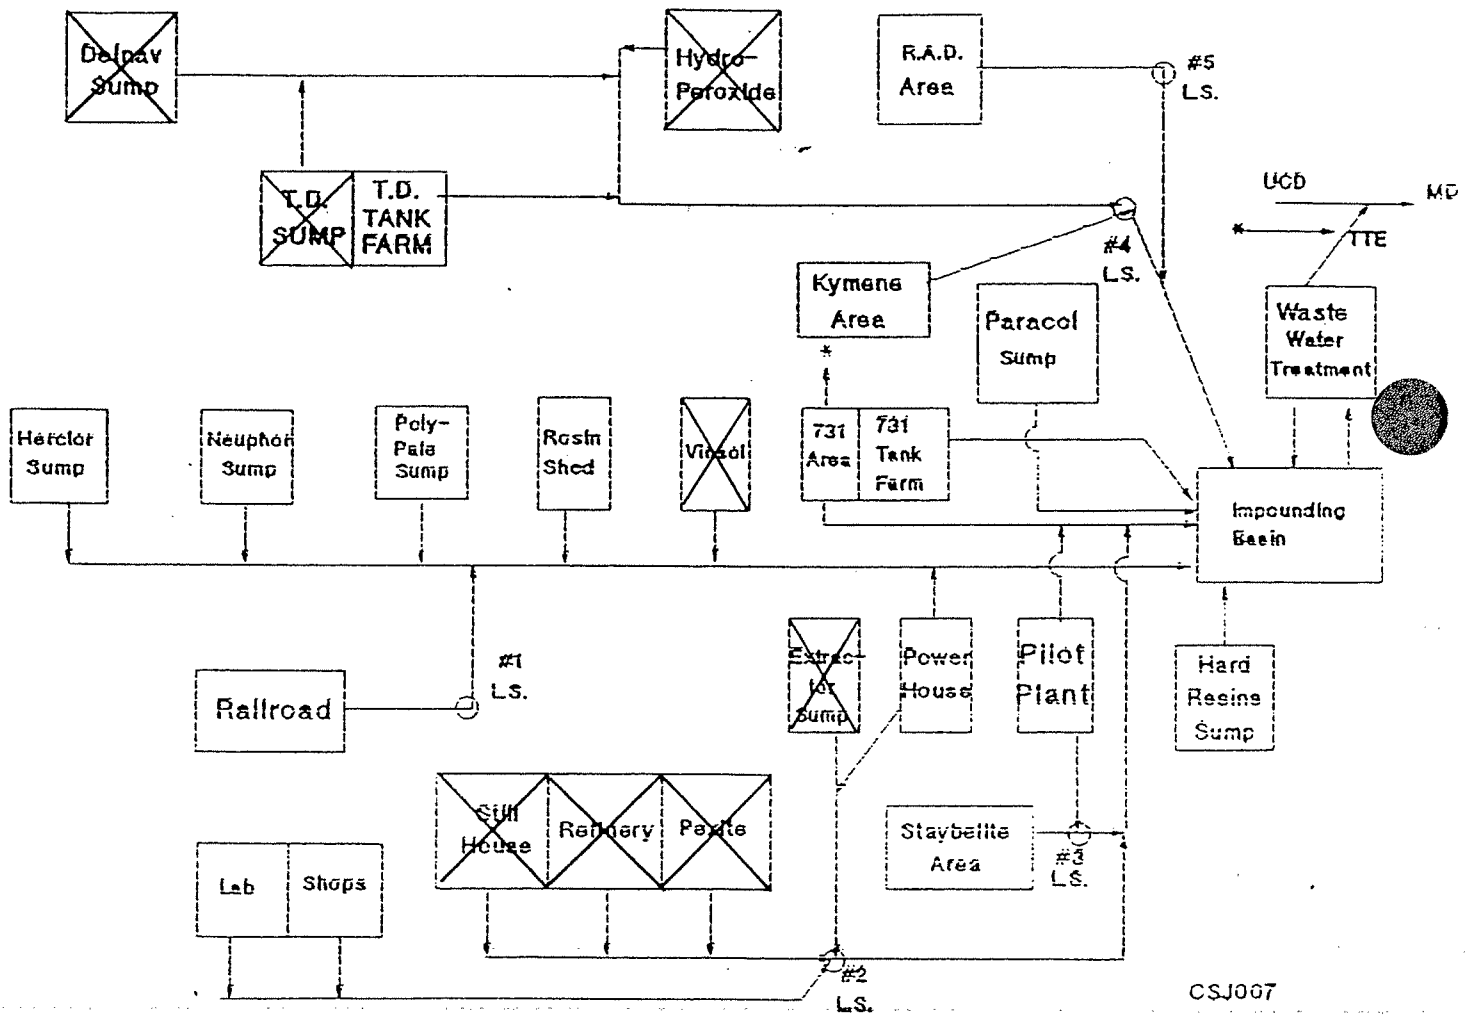 Delnav
Sump
Hydro-
Peroxide
R.A.D.
Area
#5
L.S.
T.D.
SUMP
T.D.
TANK
FARM
UCD
MD
*
TTE
#4
L.S.
Kymene
Area
*
Paracol
Sump
Waste
Water
Treatment
Herclor
Sump
Neuphor
Sump
Poly-
Pale
Sump
Rosin
Shed
Vinsol
731
Area
731
Tank
Farm
Impounding
Basin
#1
L.S.
Railroad
Extrac-
tor
Sump
Power
House
Pilot
Plant
Hard
Resins
Sump
Still
House
Refinery
Pexite
Staybelite
Area
#3
L.S.
Lab
Shops
#2
L.S.
CSJ007